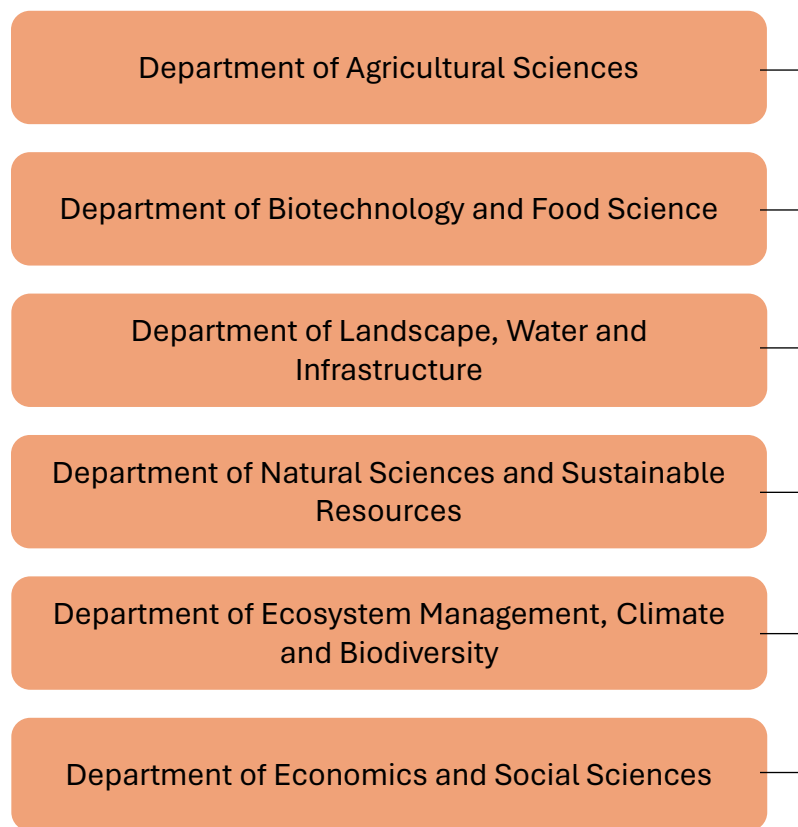 Department of Agricultural Sciences
Department of Biotechnology and Food Science
Department of Landscape, Water and
Infrastructure
Department of Natural Sciences and Sustainable
Resources
Department of Ecosystem Management, Climate
and Biodiversity
Department of Economics and Social Sciences